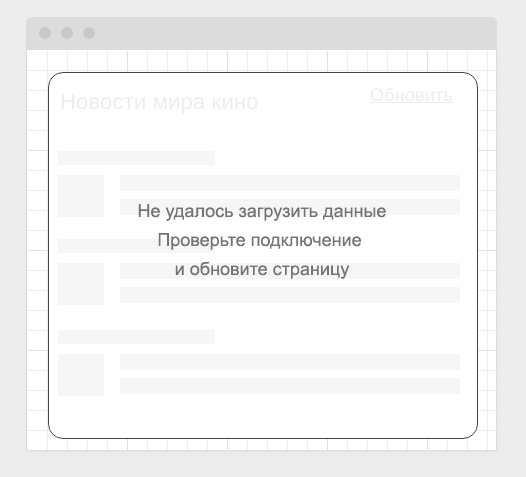 Новости мира кино
Обновить
Не удалось загрузить данные
Проверьте подключение
и обновите страницу